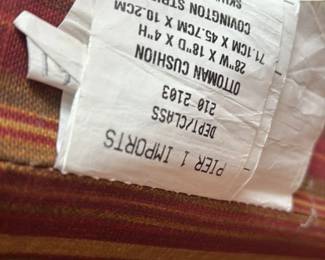 PIER 1 IMPORTS
DEPT/CLASS
210 2103
OTTOMAN CUSHION
28"W X 18"D X 4"H
71.1CM X 45.7CM X 10.2CM
COVINGTON STRI